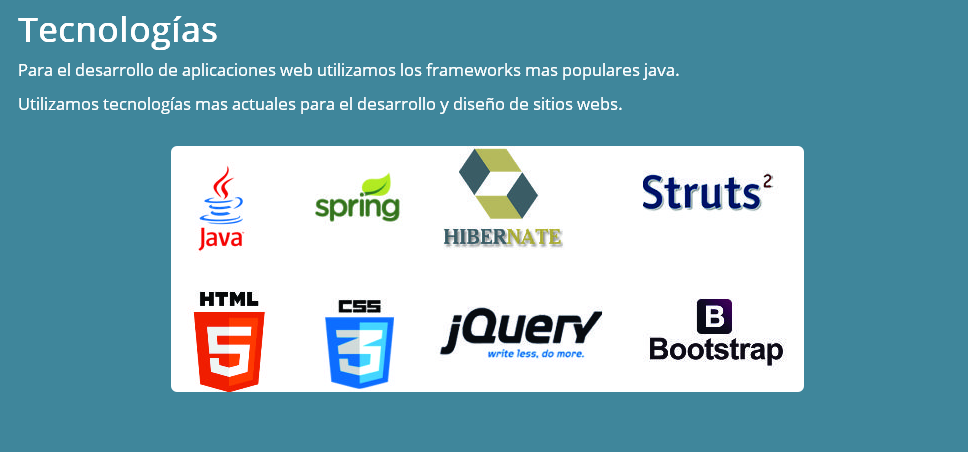 Tecnologías
Para el desarrollo de aplicaciones web utilizamos los frameworks mas populares java.
Utilizamos tecnologías mas actuales para el desarrollo y diseño de sitios webs.
Java
spring
HIBERNATE
Struts2
HTML
5
CSS
3
jQuery
write less, do more.
B
Bootstrap